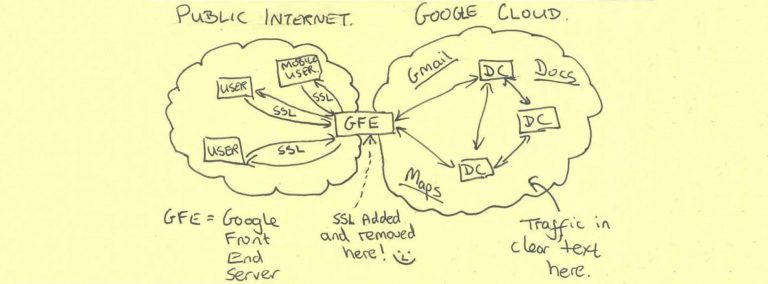 PUBLIC INTERNET.
GOOGLE CLOUD.
MOBILE
USER.
USER
SSL
SSL
USER
SSL
GFE
Gmail
DC
Docs
DC
DC
Maps
GFE = Google
Front
End
Server
SSL Added
and removed
here!
Traffic in
clear text
here.